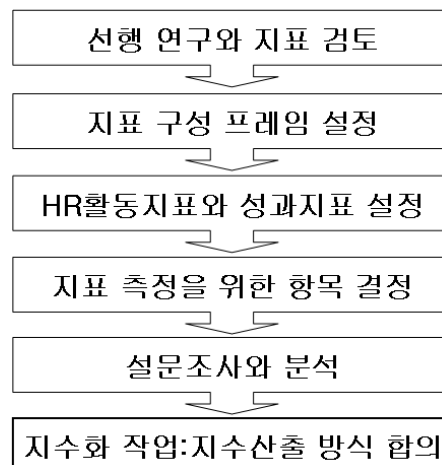 선행 연구와 지표 검토
지표 구성 프레임 설정
HR활동지표와 성과지표 설정
지표 측정을 위한 항목 결정
설문조사와 분석
지수화 작업:지수산출 방식 합의